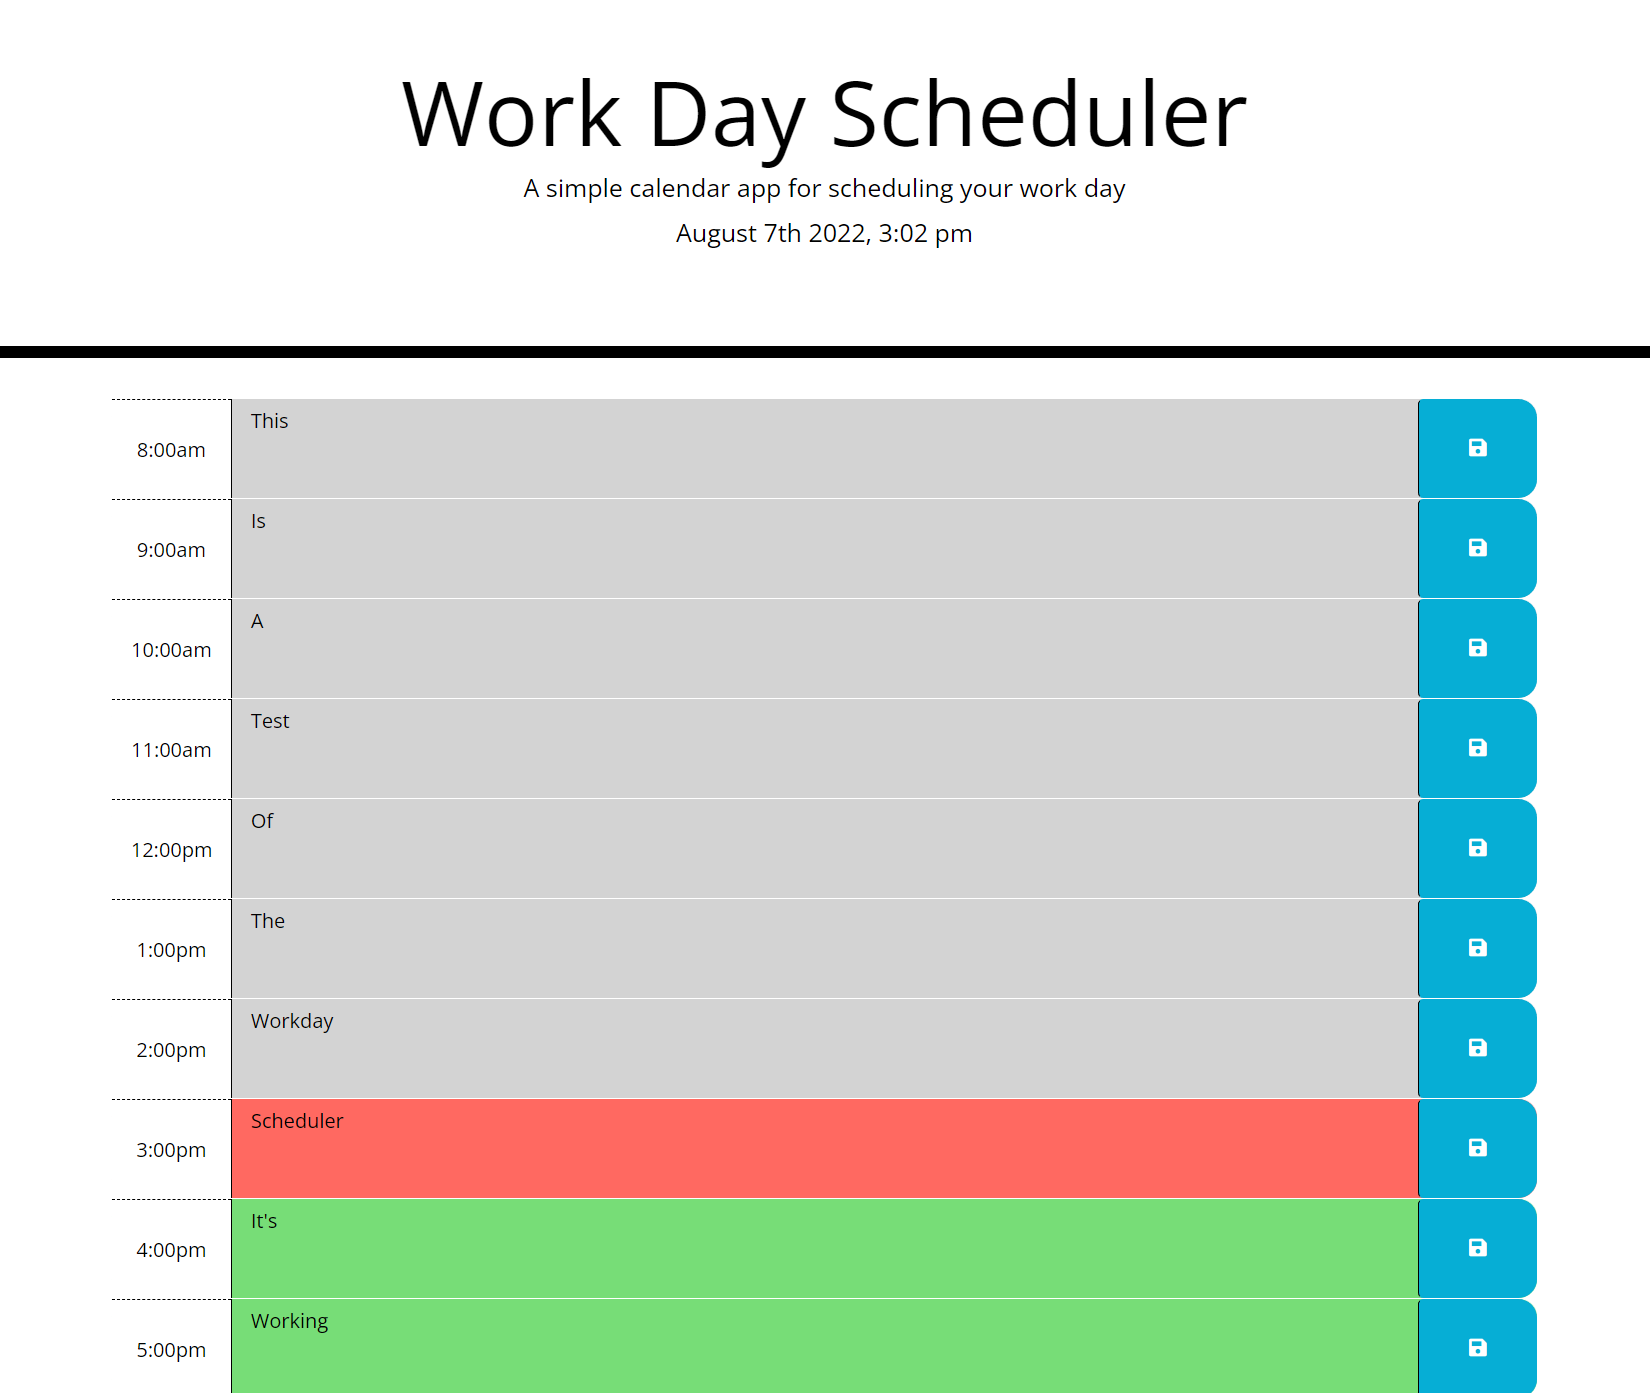 Work Day Scheduler
A simple calendar app for scheduling your work day
August 7th 2022, 3:02 pm
8:00am This
9:00am Is
10:00am A
11:00am Test
12:00pm Of
1:00pm The
2:00pm Workday
3:00pm Scheduler
4:00pm It's
5:00pm Working